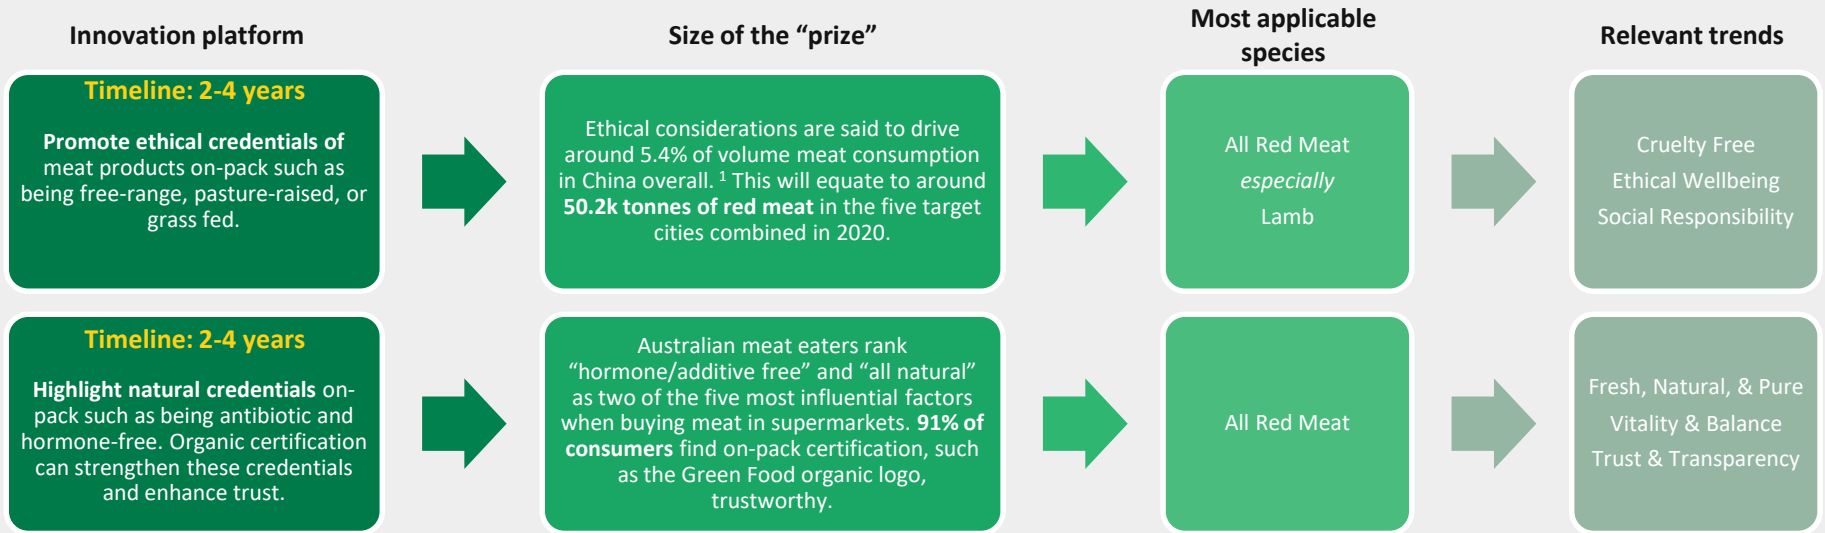 Innovation platform
Size of the “prize”
Most applicable
species
Relevant trends
Timeline: 2-4 years
Promote ethical credentials of
meat products on-pack such as
being free-range, pasture-raised, or
grass fed.
Ethical considerations are said to drive
around 5.4% of volume meat consumption
in China overall. 1 This will equate to around
50.2k tonnes of red meat in the five target
cities combined in 2020.
All Red Meat
especially
Lamb
Cruelty Free
Ethical Wellbeing
Social Responsibility
Timeline: 2-4 years
Highlight natural credentials on-
pack such as being antibiotic and
hormone-free. Organic certification
can strengthen these credentials
and enhance trust.
Australian meat eaters rank
“hormone/additive free” and “all natural”
as two of the five most influential factors
when buying meat in supermarkets. 91% of
consumers find on-pack certification, such
as the Green Food organic logo,
trustworthy.
All Red Meat
Fresh, Natural, & Pure
Vitality & Balance
Trust & Transparency